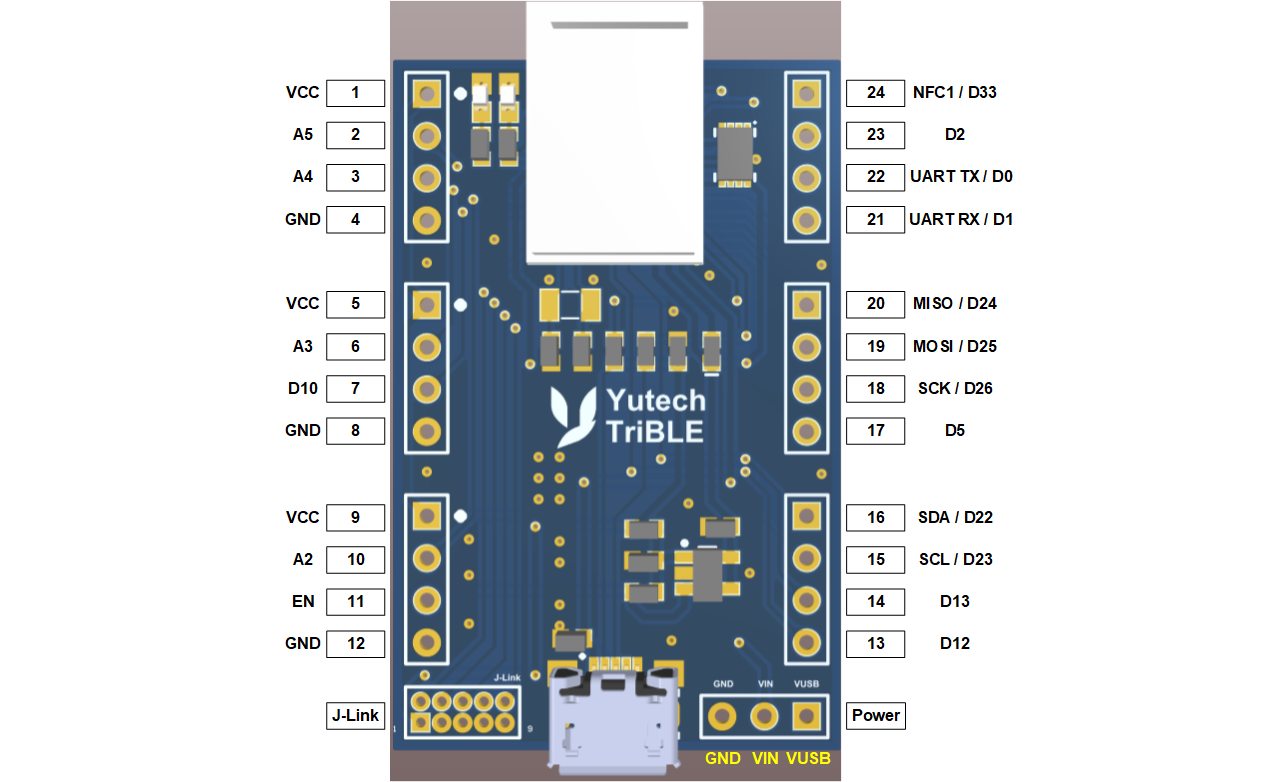 VCC 1
A5 2
A4 3
GND 4
VCC 5
A3 6
D10 7
GND 8
VCC 9
A2 10
EN 11
GND 12
J-Link
24 NFC1 / D33
23 D2
22 UART TX / D0
21 UART RX / D1
20 MISO / D24
19 MOSI / D25
18 SCK / D26
17 D5
16 SDA / D22
15 SCL / D23
14 D13
13 D12
Power
Yutech
TriBLE
J-Link
1 9
GND VIN VUSB
GND VIN VUSB